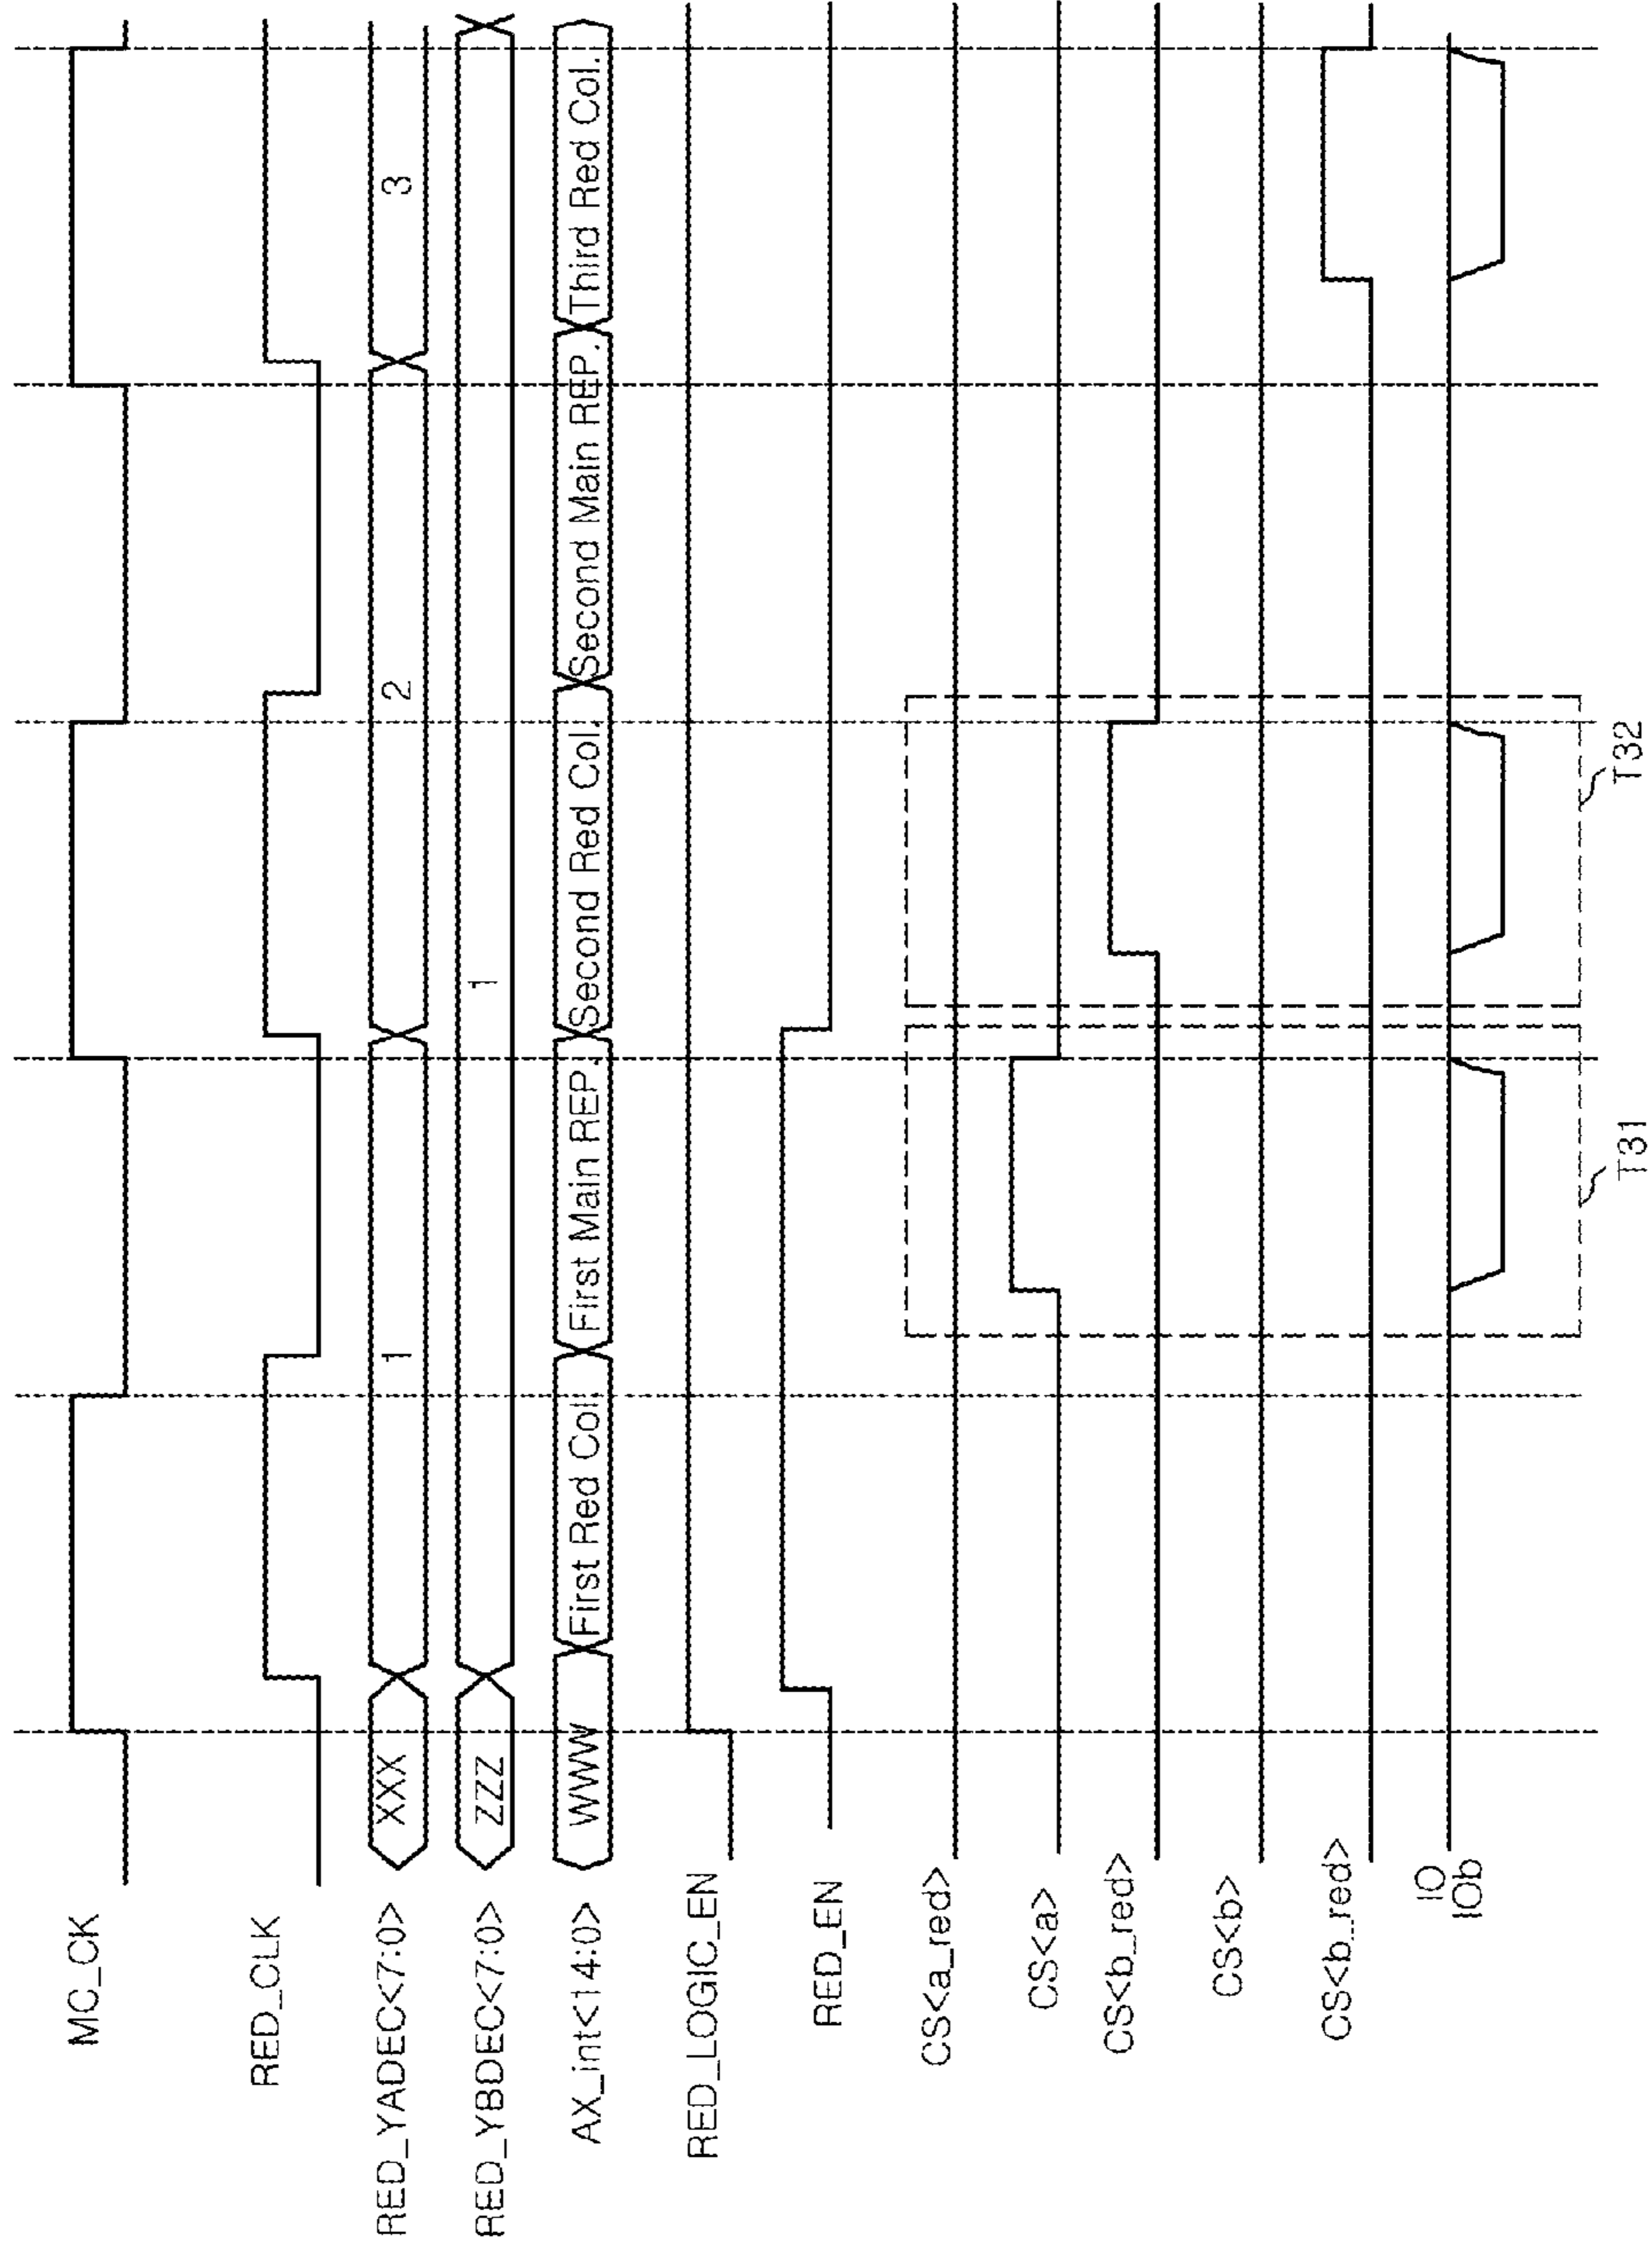 MC_CK
RED_CLK
RED_YADEC<7:0> XXX 1 2 3
RED_YBDEC<7:0> ZZZ 1
AX_int<14:0> WWW First Red Col. First Main REP. Second Red Col. Second Main REP. Third Red Col.
RED_LOGIC_EN
RED_EN
CS<a_red>
CS<a>
CS<b_red>
CS<b>
CS<b_red>
IO
IOb
T31 T32